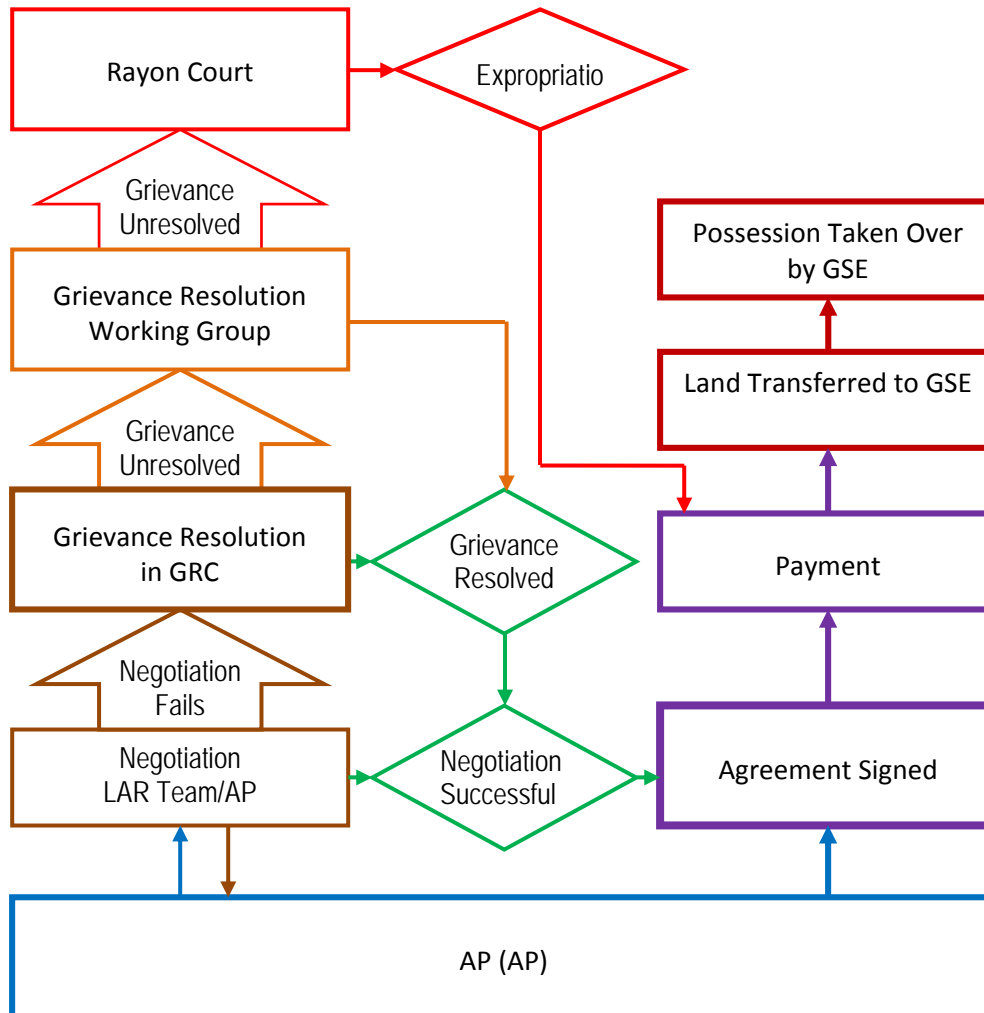 Rayon Court
Expropriatio
Grievance
Unresolved
Possession Taken Over
by GSE
Grievance Resolution
Working Group
Land Transferred to GSE
Grievance
Unresolved
Grievance Resolution
in GRC
Grievance
Resolved
Payment
Negotiation
Fails
Negotiation
LAR Team/AP
Negotiation
Successful
Agreement Signed
AP (AP)